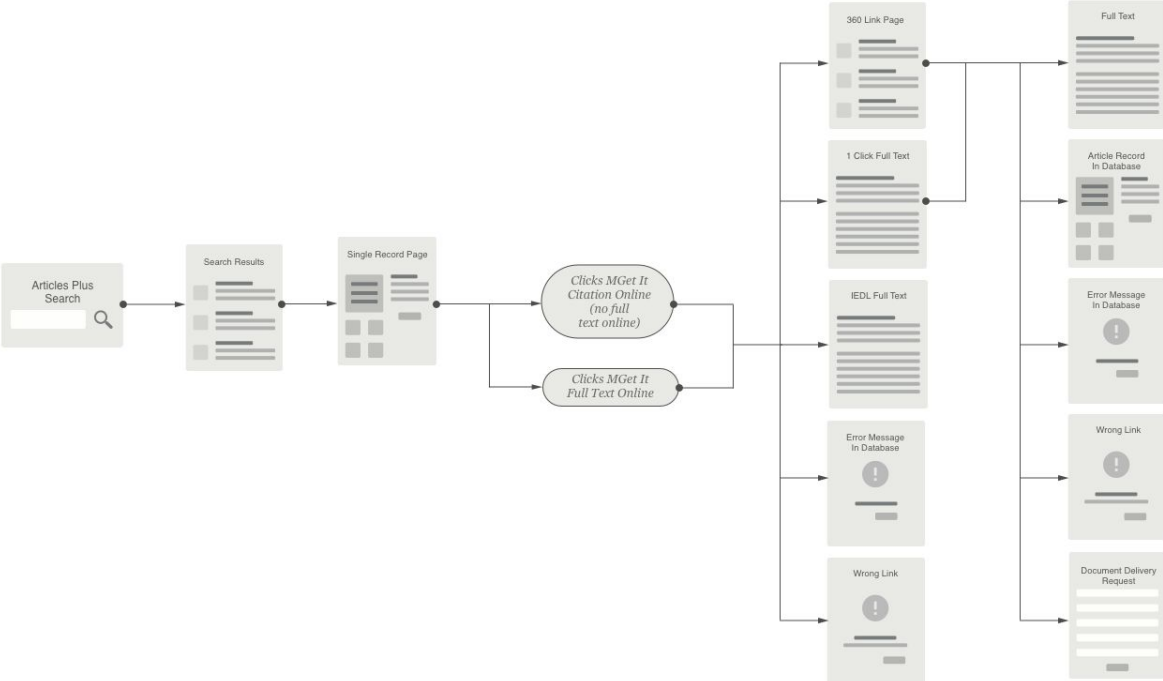 Articles Plus
Search
Search Results
Single Record Page
Clicks MGet It
Citation Online
(no full
text online)
Clicks MGet It
Full Text Online
360 Link Page
1 Click Full Text
IEDL Full Text
Error Message
In Database
Wrong Link
Full Text
Article Record
In Database
Error Message
In Database
Wrong Link
Document Delivery
Request